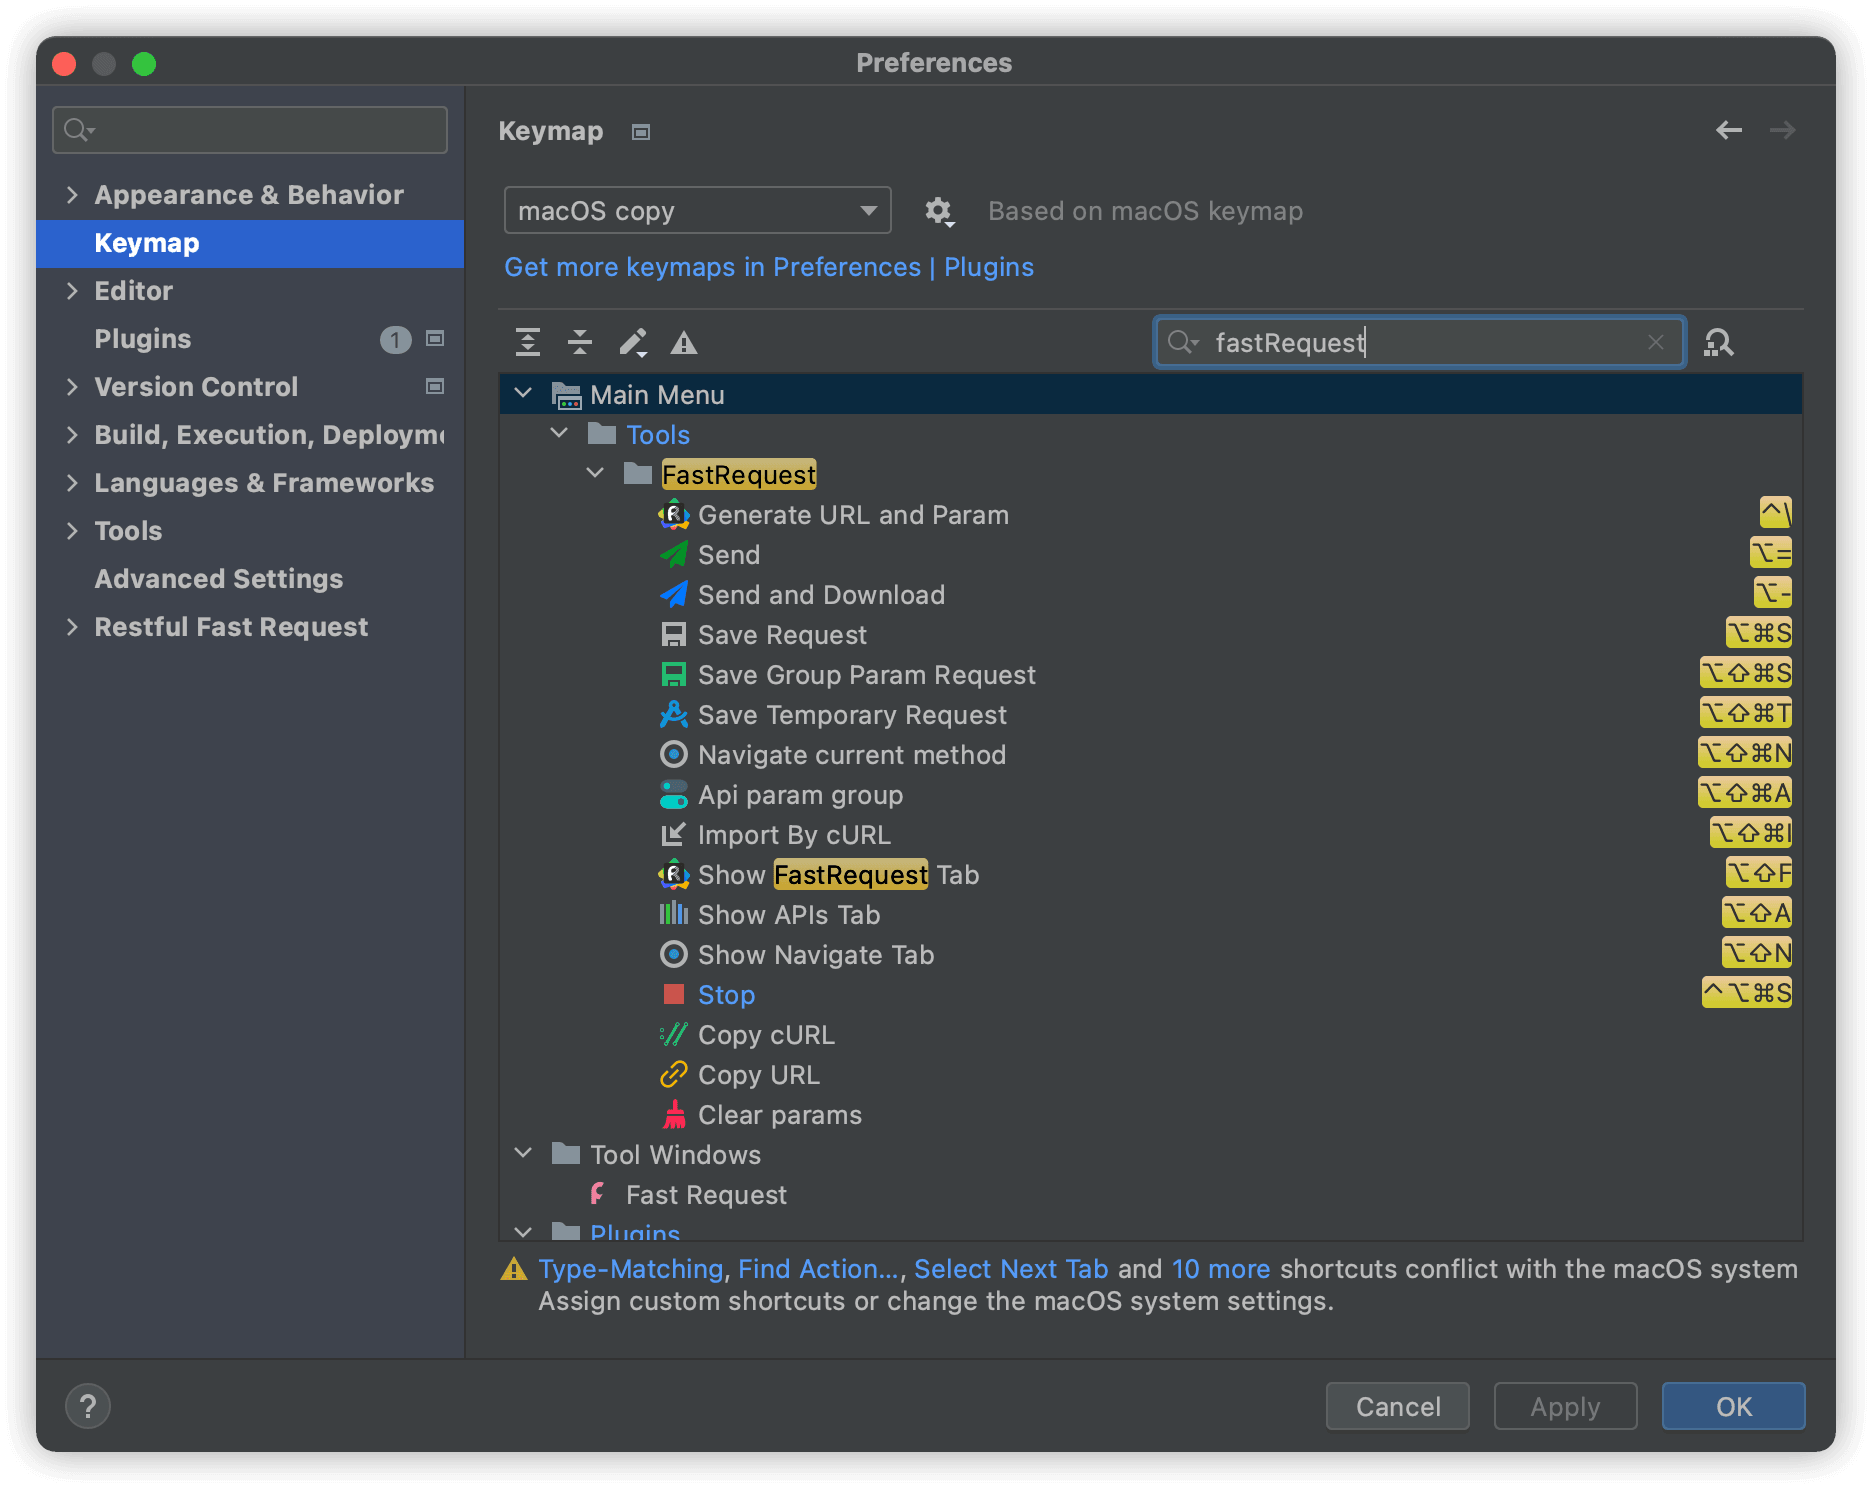 Preferences
Appearance & Behavior
Keymap
Editor
Plugins 1
Version Control
Build, Execution, Deployme
Languages & Frameworks
Tools
Advanced Settings
Restful Fast Request
Keymap
macOS copy
Based on macOS keymap
Get more keymaps in Preferences | Plugins
fastRequest
Main Menu
Tools
FastRequest
Generate URL and Param ^\
Send ⌥=
Send and Download ⌥-
Save Request ⌥⌘S
Save Group Param Request ⌥⇧⌘S
Save Temporary Request ⌥⇧⌘T
Navigate current method ⌥⇧⌘N
Api param group ⌥⇧⌘A
Import By cURL ⌥⇧⌘I
Show FastRequest Tab ⌥⇧F
Show APIs Tab ⌥⇧A
Show Navigate Tab ⌥⇧N
Stop ^⌥⌘S
Copy cURL
Copy URL
Clear params
Tool Windows
Fast Request
Plugins
Type-Matching, Find Action..., Select Next Tab and 10 more shortcuts conflict with the macOS system
Assign custom shortcuts or change the macOS system settings.
?
Cancel
Apply
OK